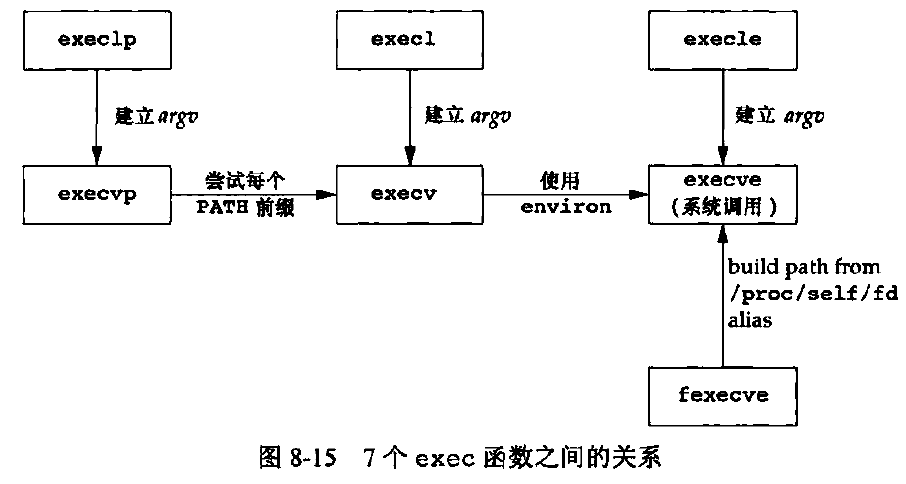 execlp
execl
execle
建立 argv
建立 argv
建立 argv
execvp
尝试每个
PATH 前缀
execv
使用
environ
execve
(系统调用)
build path from
/proc/self/fd
alias
fexecve
图 8-15 7 个 exec 函数之间的关系